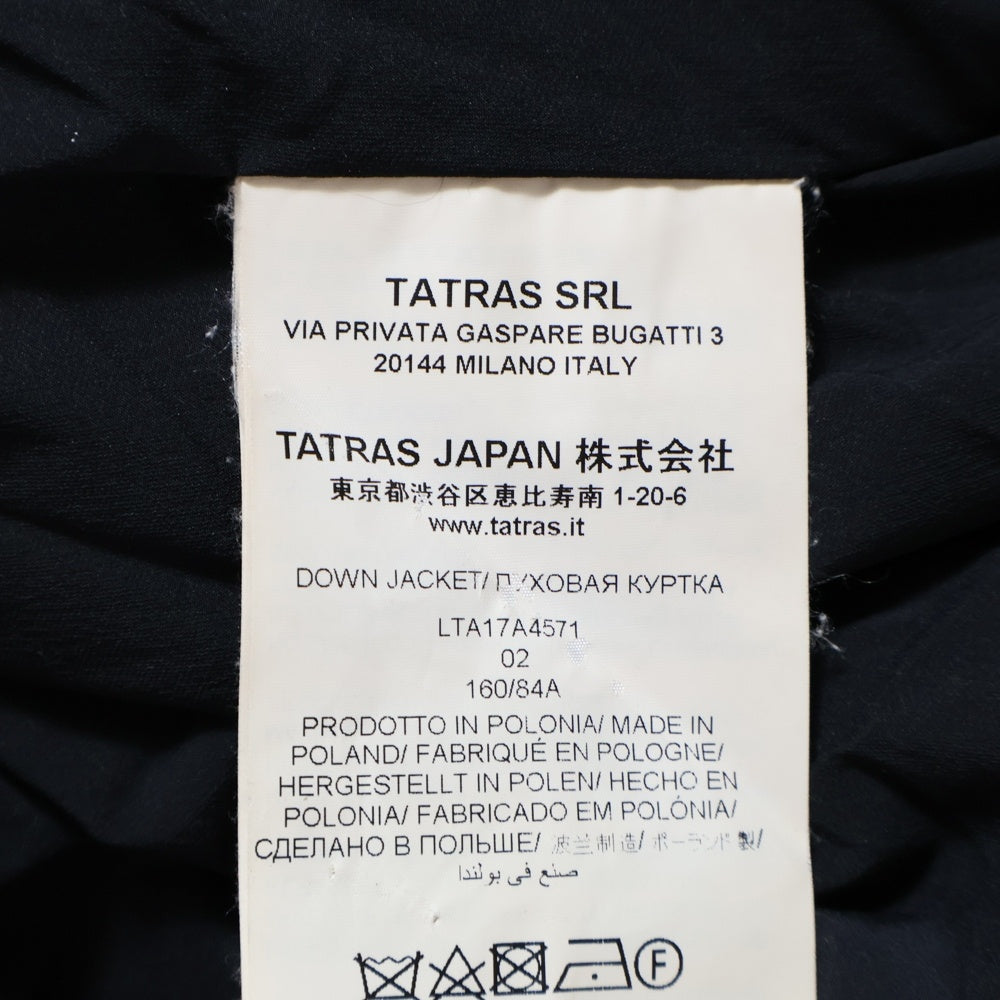 TATRAS SRL
VIA PRIVATA GASPARE BUGATTI 3
20144 MILANO ITALY
TATRAS JAPAN 株式会社
東京都渋谷区恵比寿南 1-20-6
www.tatras.it
DOWN JACKET/ ПУХОВАЯ КУРТКА
LTA17A4571
02
160/84A
PRODOTTO IN POLONIA/ MADE IN
POLAND/ FABRIQUÉ EN POLOGNE/
HERGESTELLT IN POLEN/ HECHO EN
POLONIA/ FABRICADO EM POLÓNIA/
СДЕЛАНО В ПОЛЬШЕ/ 波兰制造/ ポーランド製/
صنع في بولندا
F